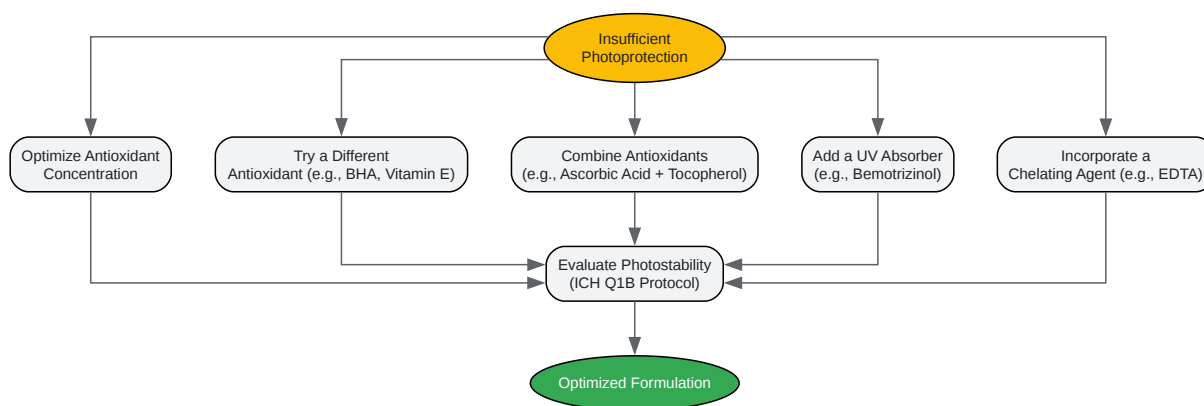 Insufficient
Photoprotection
Optimize Antioxidant
Concentration
Try a Different
Antioxidant (e.g., BHA, Vitamin E)
Combine Antioxidants
(e.g., Ascorbic Acid + Tocopherol)
Add a UV Absorber
(e.g., Bemotrizinol)
Incorporate a
Chelating Agent (e.g., EDTA)
Evaluate Photostability
(ICH Q1B Protocol)
Optimized Formulation